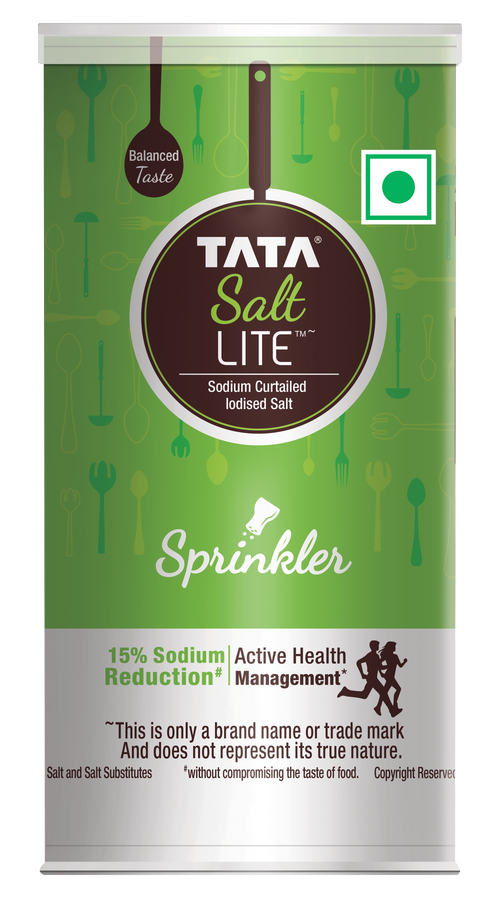 Balanced
Taste
TATA®
Salt
LITE™~
Sodium Curtailed
Iodised Salt
Sprinkler
15% Sodium
Reduction#
Active Health
Management*
~This is only a brand name or trade mark
And does not represent its true nature.
Salt and Salt Substitutes #without compromising the taste of food. Copyright Reserved